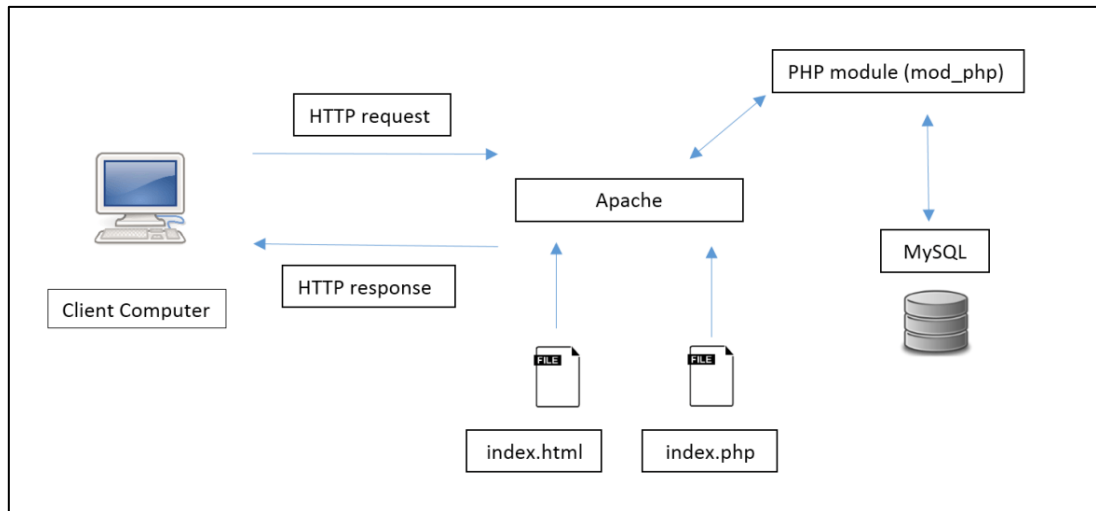 PHP module (mod_php)
HTTP request
Apache
MySQL
HTTP response
Client Computer
FILE
FILE
index.html
index.php